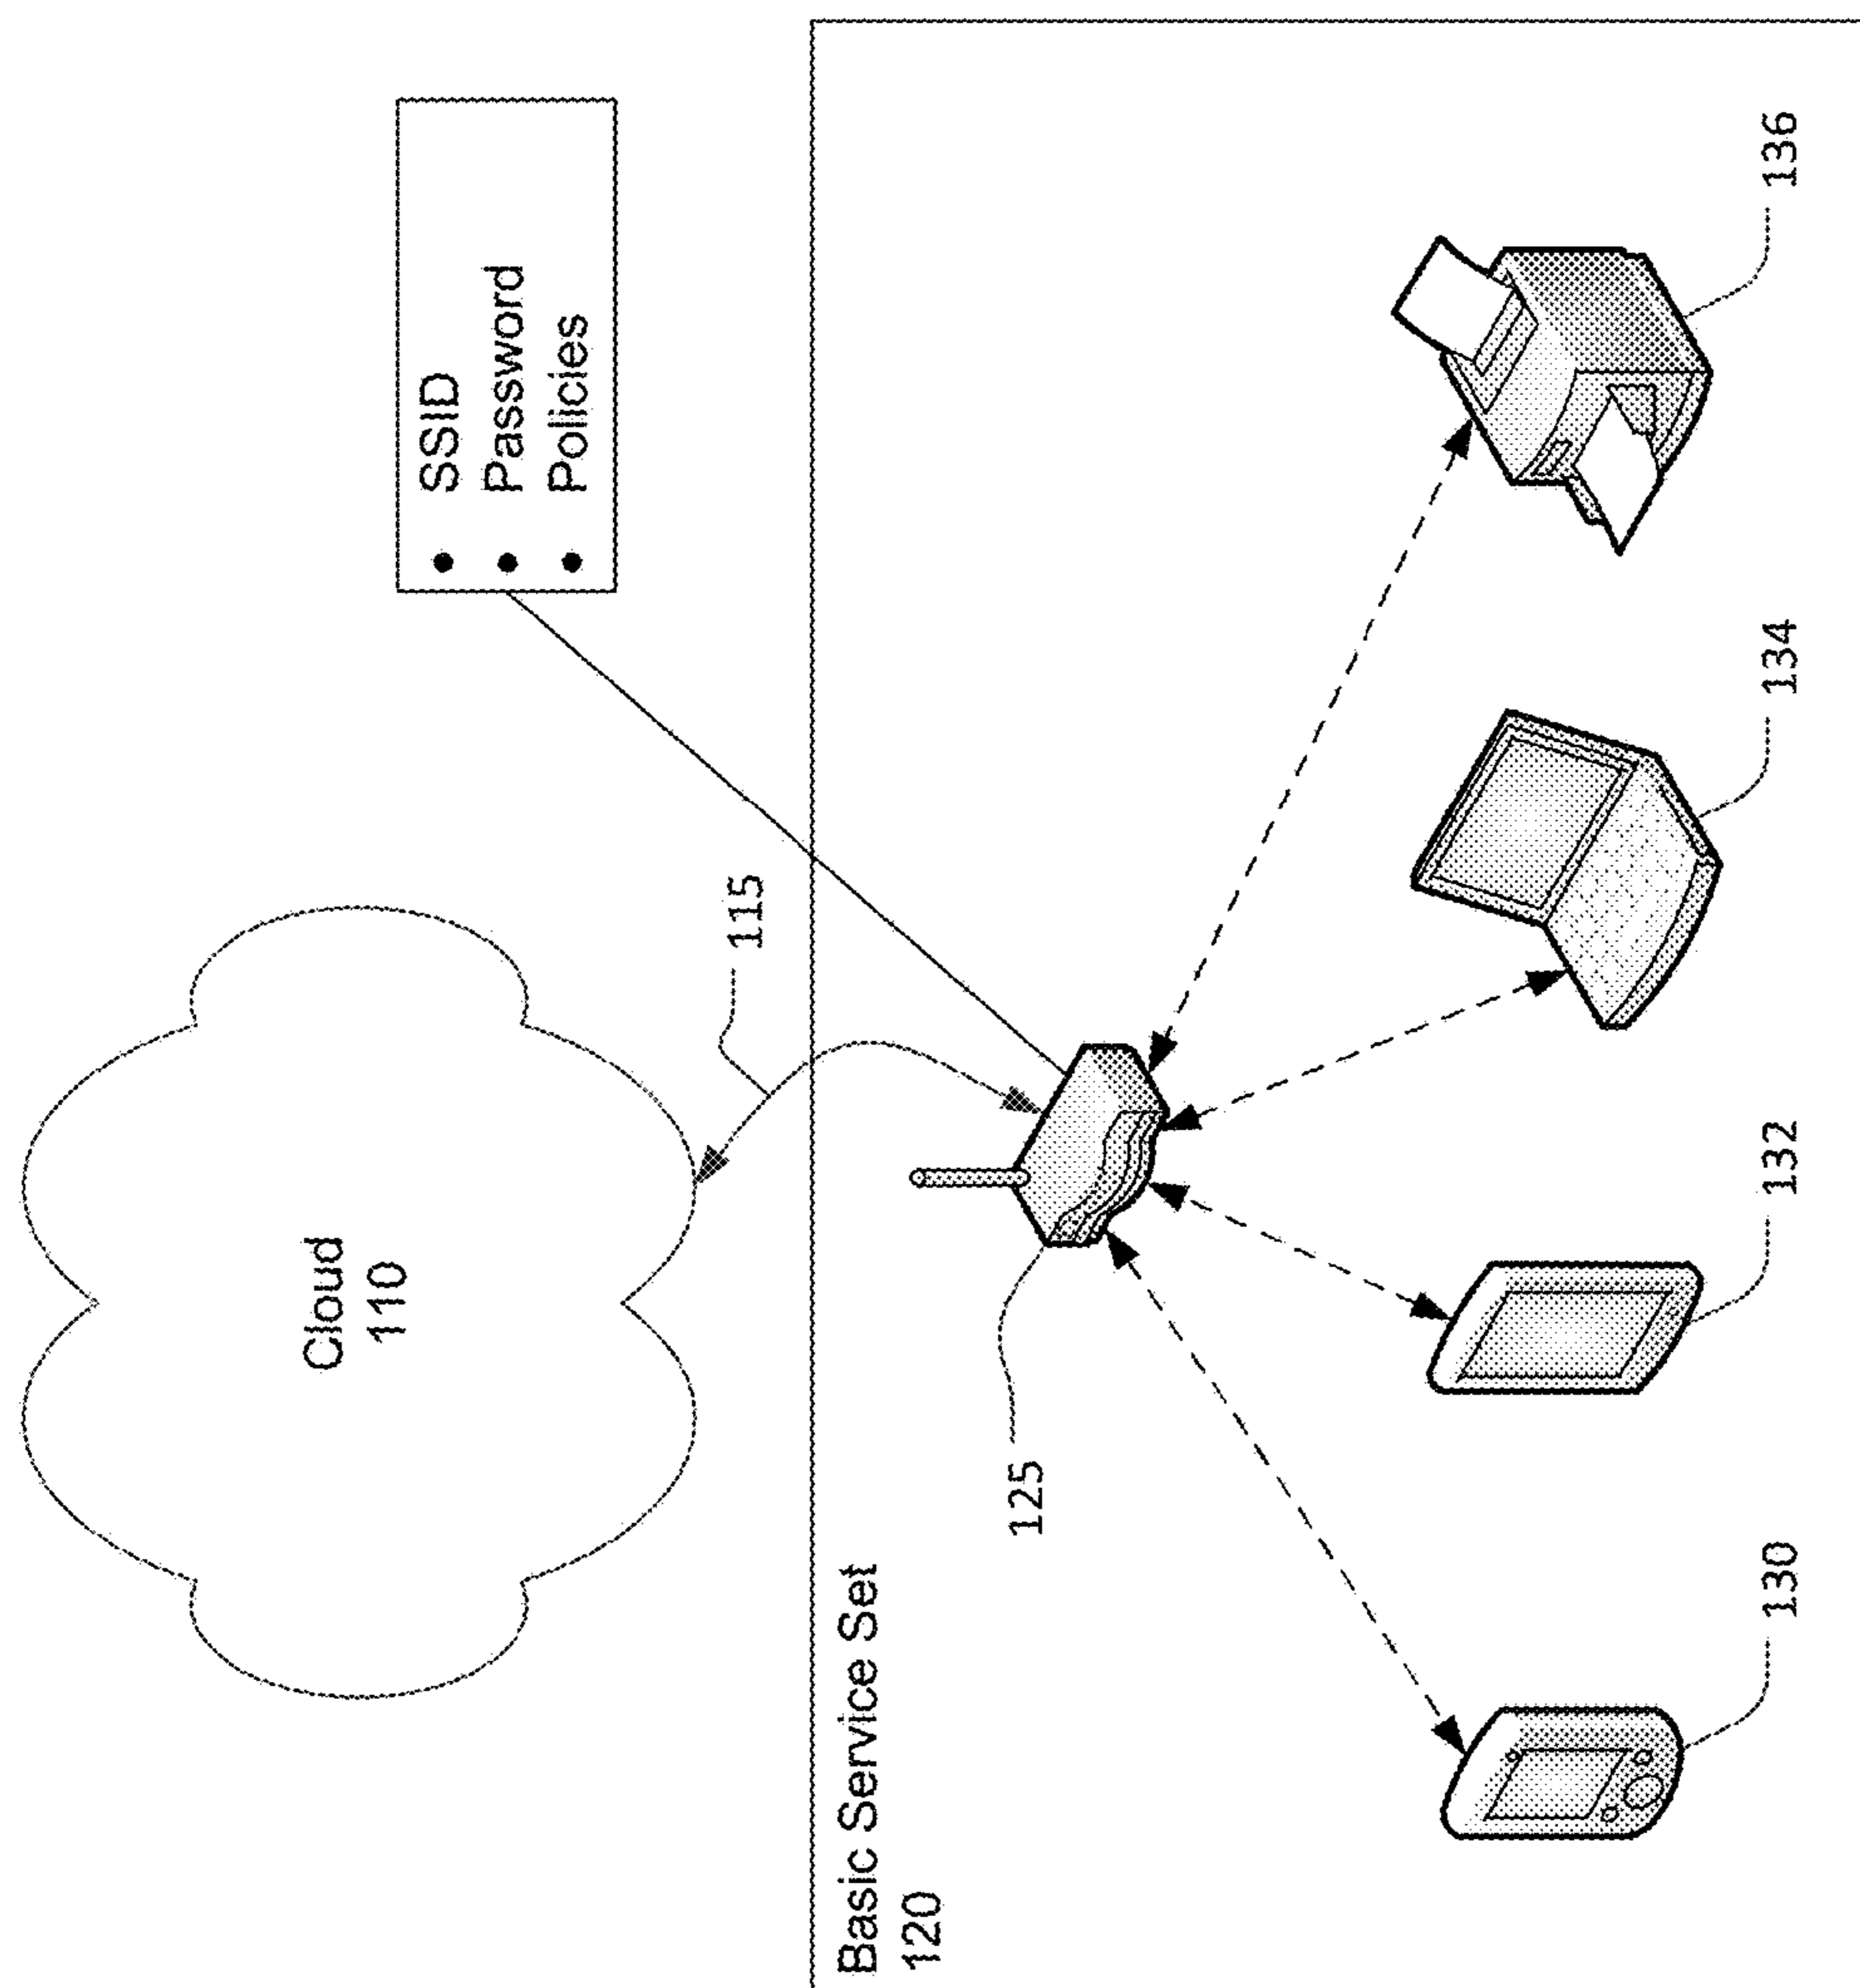 Cloud
110
• SSID
• Password
• Policies
115
Basic Service Set
120
125
130
132
134
136